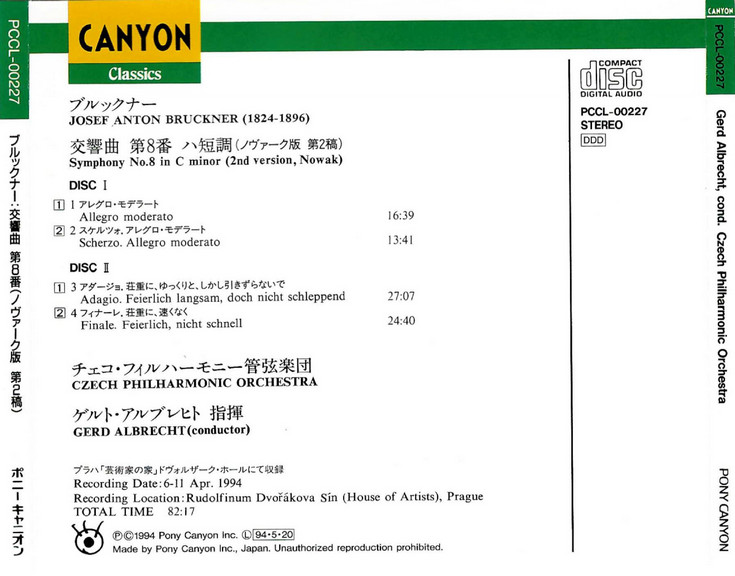 PCCL-00227
ブルックナー:交響曲 第8番(ノヴァーク版 第2稿)
ポニーキャニオン
CANYON
Classics
ブルックナー
JOSEF ANTON BRUCKNER (1824-1896)
交響曲 第8番 ハ短調(ノヴァーク版 第2稿)
Symphony No.8 in C minor (2nd version, Nowak)
DISC Ⅰ
1 1 アレグロ・モデラート
Allegro moderato 16:39
2 2 スケルツォ,アレグロ・モデラート
Scherzo. Allegro moderato 13:41
DISC Ⅱ
1 3 アダージョ,荘重に、ゆっくりと、しかし引きずらないで
Adagio. Feierlich langsam, doch nicht schleppend 27:07
2 4 フィナーレ,荘重に、速くなく
Finale. Feierlich, nicht schnell 24:40
チェコ・フィルハーモニー管弦楽団
CZECH PHILHARMONIC ORCHESTRA
ゲルト・アルブレヒト 指揮
GERD ALBRECHT(conductor)
プラハ「芸術家の家」ドヴォルザーク・ホールにて収録
Recording Date:6-11 Apr. 1994
Recording Location:Rudolfinum Dvořákova Sín (House of Artists), Prague
TOTAL TIME 82:17
ⓅⒸ1994 Pony Canyon Inc. Ⓛ94・5・20
Made by Pony Canyon Inc., Japan. Unauthorized reproduction prohibited.
COMPACT
disc
DIGITAL AUDIO
PCCL-00227
STEREO
DDD
CANYON
PCCL-00227
Gerd Albrecht, cond. Czech Philharmonic Orchestra
PONY CANYON